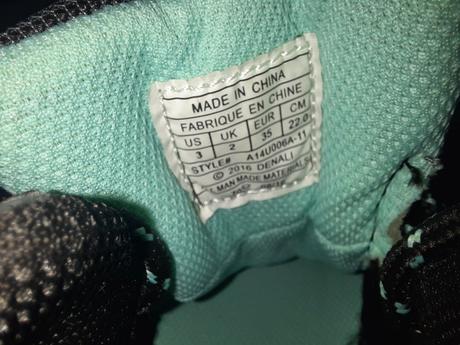 MADE IN CHINA
FABRIQUE EN CHINE
US UK EUR CM
3 2 35 22.0
STYLE# A14U006A-11
© 2016 DENALI
MAN MADE MATERIALS